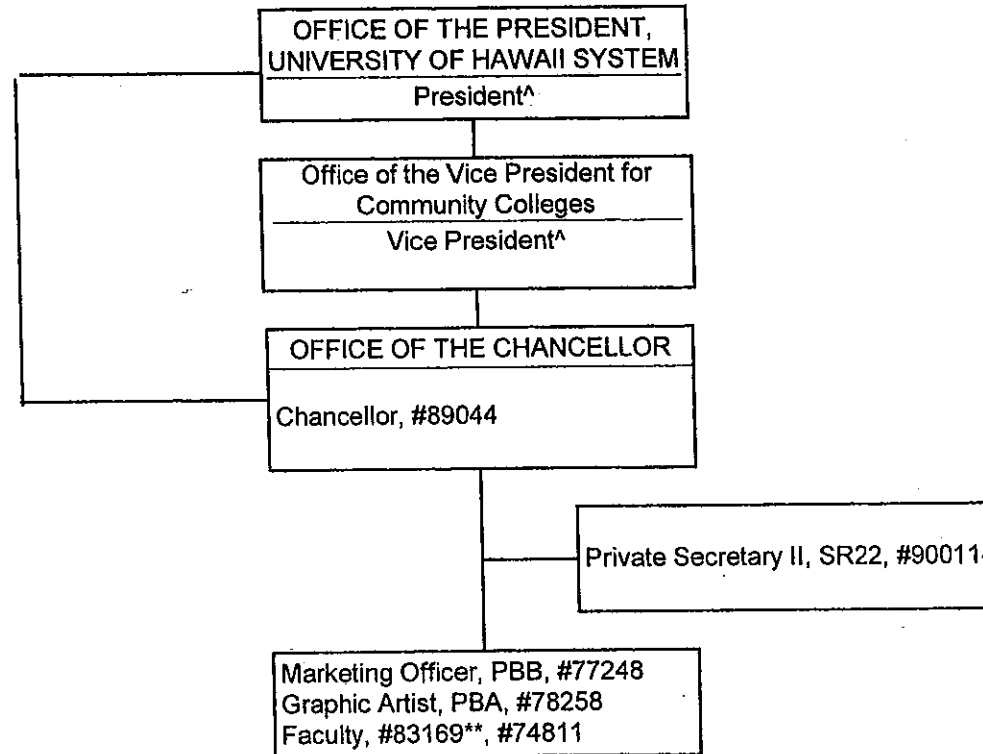 OFFICE OF THE PRESIDENT,
UNIVERSITY OF HAWAII SYSTEM
President^
Office of the Vice President for
Community Colleges
Vice President^
OFFICE OF THE CHANCELLOR
Chancellor, #89044
Private Secretary II, SR22, #900114
Marketing Officer, PBB, #77248
Graphic Artist, PBA, #78258
Faculty, #83169**, #74811